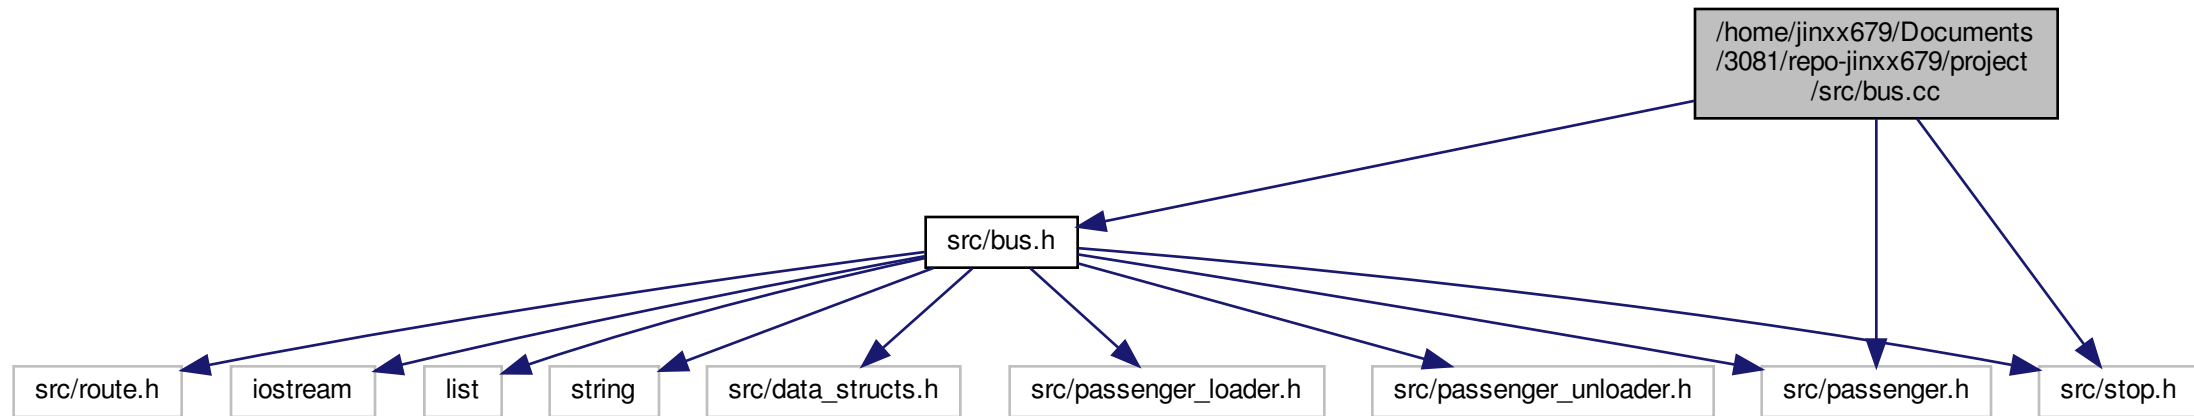 /home/jinxx679/Documents
/3081/repo-jinxx679/project
/src/bus.cc
src/bus.h
src/route.h
iostream
list
string
src/data_structs.h
src/passenger_loader.h
src/passenger_unloader.h
src/passenger.h
src/stop.h